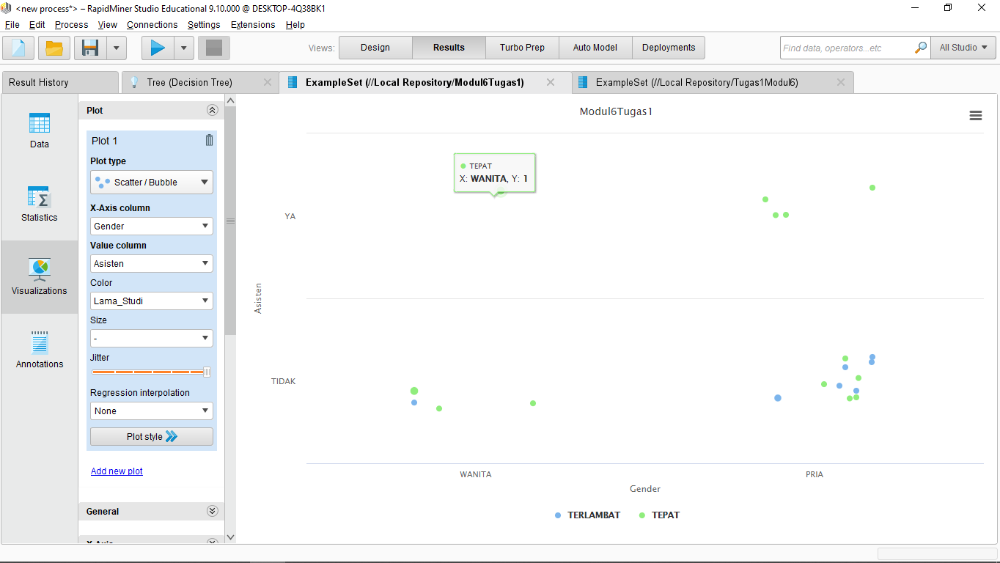 <new process*> – RapidMiner Studio Educational 9.10.000 @ DESKTOP-4Q38BK1
File Edit Process View Connections Settings Extensions Help
Views: Design Results Turbo Prep Auto Model Deployments
Find data, operators...etc
All Studio
Result History
Tree (Decision Tree)
ExampleSet (//Local Repository/Modul6Tugas1)
ExampleSet (//Local Repository/Tugas1Modul6)
Data
Statistics
Visualizations
Annotations
Plot
Plot 1
Plot type
Scatter / Bubble
X-Axis column
Gender
Value column
Asisten
Color
Lama_Studi
Size
-
Jitter
Regression interpolation
None
Plot style
Add new plot
General
X-Axis
Modul6Tugas1
TEPAT
X: WANITA, Y: 1
YA
Asisten
TIDAK
WANITA
PRIA
Gender
TERLAMBAT
TEPAT